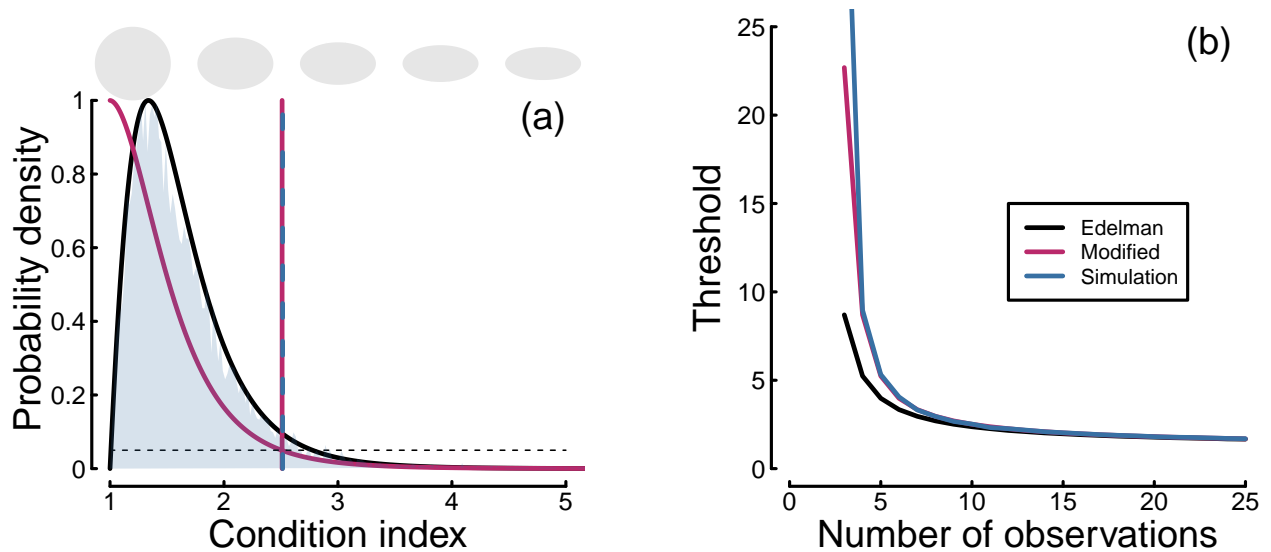 (a)
Probability density
1
0.8
0.6
0.4
0.2
0
1 2 3 4 5
Condition index
(b)
Threshold
25
20
15
10
5
0
Edelman
Modified
Simulation
0 5 10 15 20 25
Number of observations